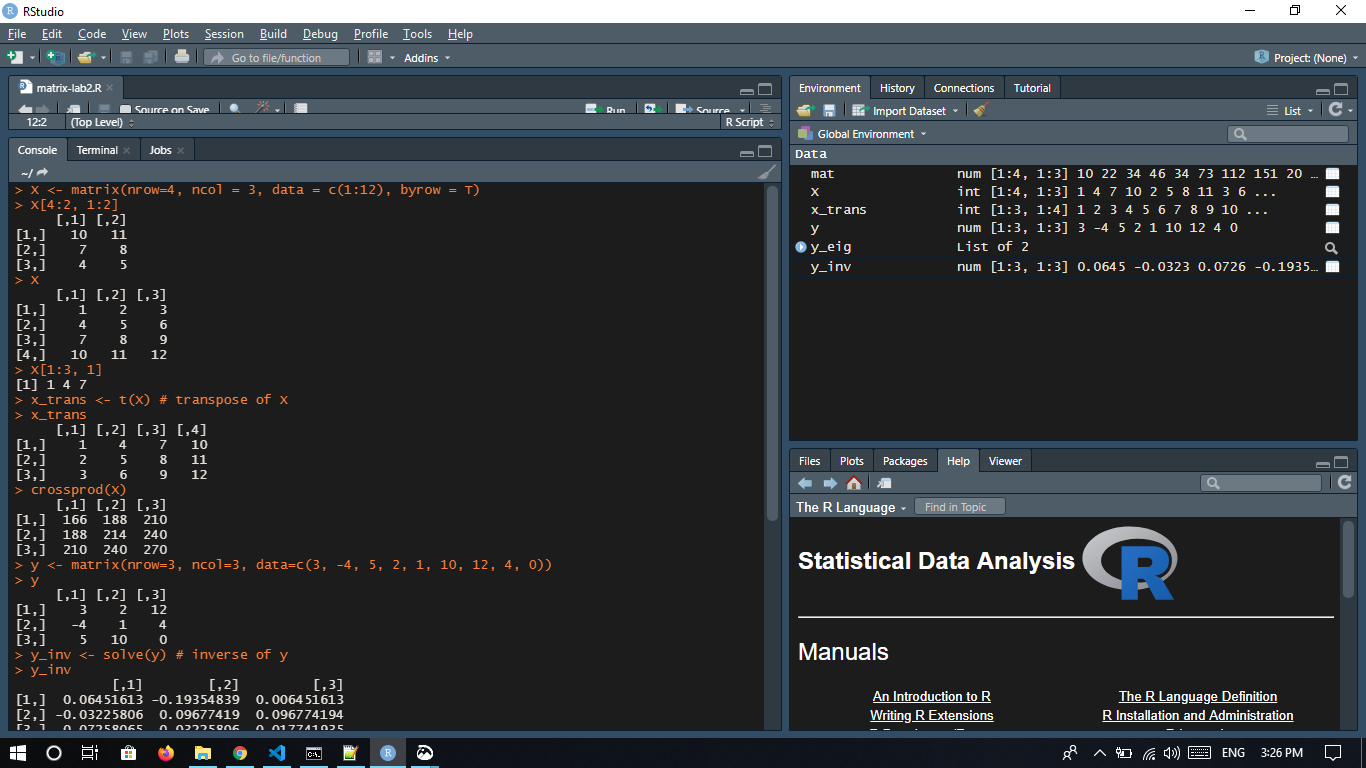 RStudio
File Edit Code View Plots Session Build Debug Profile Tools Help
Go to file/function Addins Project: (None)
matrix-lab2.R
Source on Save Run Source
12:2 (Top Level) R Script
Console Terminal Jobs
~/
> X <- matrix(nrow=4, ncol = 3, data = c(1:12), byrow = T)
> X[4:2, 1:2]
[,1] [,2]
[1,] 10 11
[2,] 7 8
[3,] 4 5
> X
[,1] [,2] [,3]
[1,] 1 2 3
[2,] 4 5 6
[3,] 7 8 9
[4,] 10 11 12
> X[1:3, 1]
[1] 1 4 7
> x_trans <- t(X) # transpose of X
> x_trans
[,1] [,2] [,3] [,4]
[1,] 1 4 7 10
[2,] 2 5 8 11
[3,] 3 6 9 12
> crossprod(X)
[,1] [,2] [,3]
[1,] 166 188 210
[2,] 188 214 240
[3,] 210 240 270
> y <- matrix(nrow=3, ncol=3, data=c(3, -4, 5, 2, 1, 10, 12, 4, 0))
> y
[,1] [,2] [,3]
[1,] 3 2 12
[2,] -4 1 4
[3,] 5 10 0
> y_inv <- solve(y) # inverse of y
> y_inv
[,1] [,2] [,3]
[1,] 0.06451613 -0.19354839 0.006451613
[2,] -0.03225806 0.09677419 0.096774194
Environment History Connections Tutorial
Import Dataset List
Global Environment
Data
mat num [1:4, 1:3] 10 22 34 46 34 73 112 151 20 …
X int [1:4, 1:3] 1 4 7 10 2 5 8 11 3 6 ...
x_trans int [1:3, 1:4] 1 2 3 4 5 6 7 8 9 10 ...
y num [1:3, 1:3] 3 -4 5 2 1 10 12 4 0
y_eig List of 2
y_inv num [1:3, 1:3] 0.0645 -0.0323 0.0726 -0.1935…
Files Plots Packages Help Viewer
The R Language Find in Topic
Statistical Data Analysis R
Manuals
An Introduction to R The R Language Definition
Writing R Extensions R Installation and Administration
ENG 3:26 PM